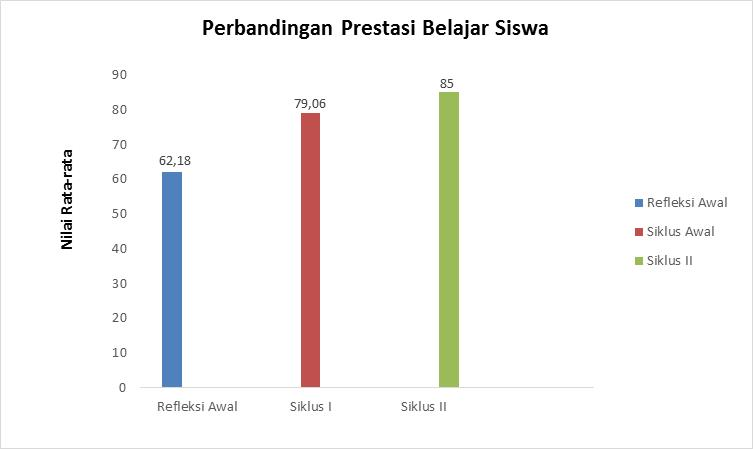 Perbandingan Prestasi Belajar Siswa
Nilai Rata-rata
90
80
70
60
50
40
30
20
10
0
62,18
79,06
85
Refleksi Awal
Siklus I
Siklus II
Refleksi Awal
Siklus Awal
Siklus II